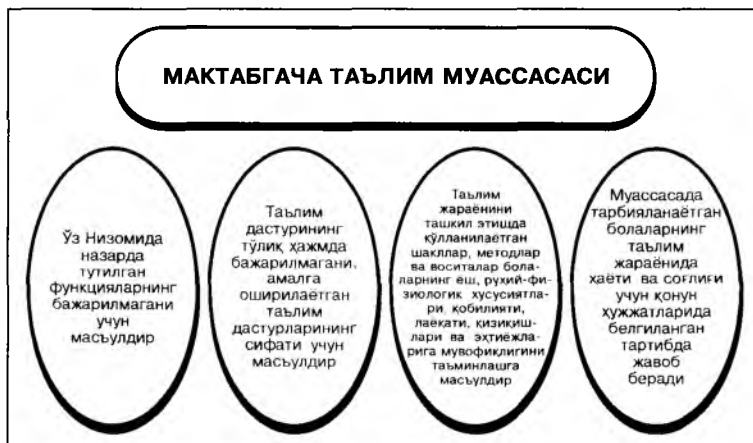 МАКТАБГАЧА ТАЪЛИМ МУАССАСАСИ
Ўз Низомида
назарда
тутилган
функцияларнинг
бажарилмагани
учун
масъулдир
Таълим
дастурининг
тўлиқ ҳажмда
бажарилмагани,
амалга
оширилаётган
таълим
дастурларининг
сифати учун
масъулдир
Таълим
жараёнини
ташкил этишда
қўлланилаётган
шакллар, методлар
ва воситалар бола-
ларнинг ёш, руҳий-фи-
зиологик хусусиятла-
ри, қобилияти,
лаёқати, қизиқиш-
лари ва эҳтиёжла-
рига мувофиқлигини
таъминлашга
масъулдир
Муассасада
тарбияланаётган
болаларнинг
таълим
жараёнида
ҳаёти ва соғлиғи
учун қонун
ҳужжатларида
белгиланган
тартибда
жавоб
беради